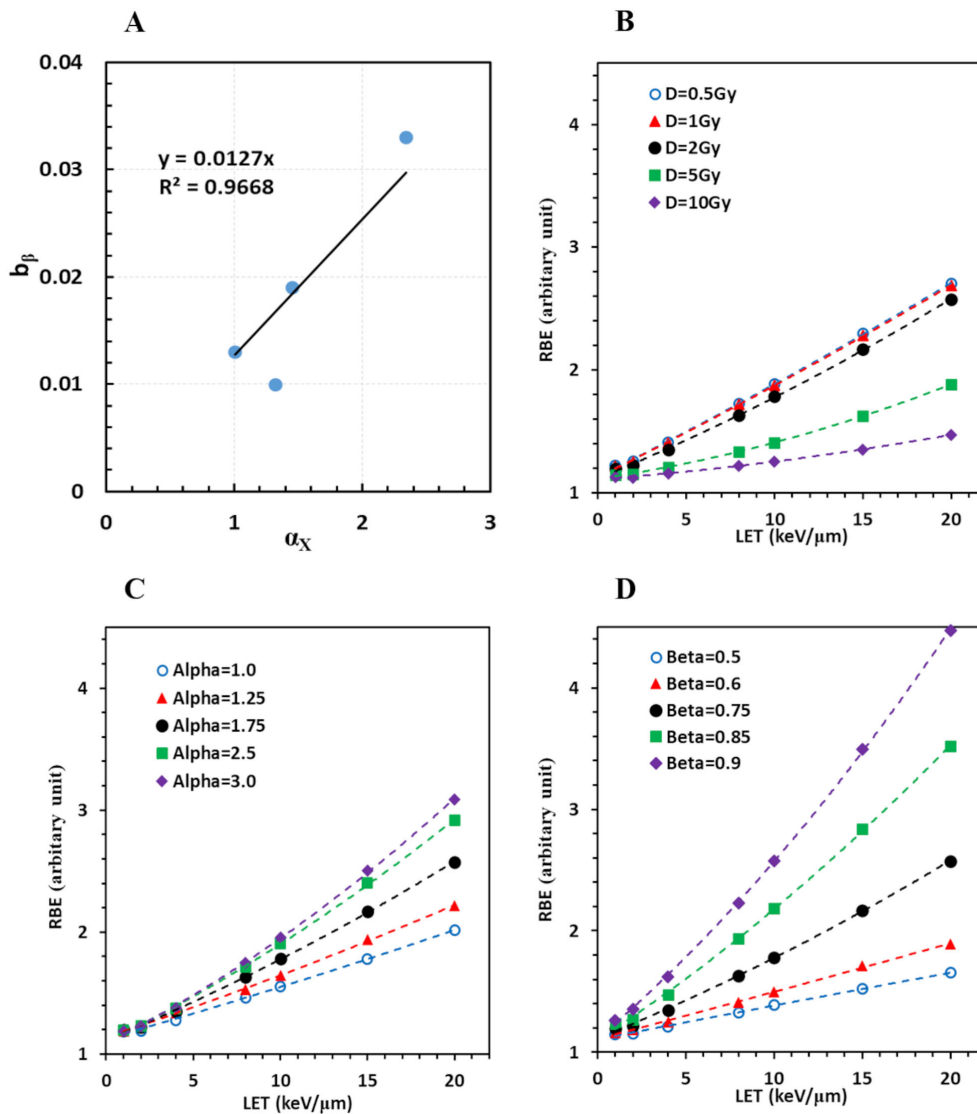 A
0.04
0.03
0.02
0.01
0
0
1
2
3
y = 0.0127x
R² = 0.9668
bβ
αX
B
4
3
2
1
0
5
10
15
20
D=0.5Gy
D=1Gy
D=2Gy
D=5Gy
D=10Gy
RBE (arbitary unit)
LET (keV/μm)
C
4
3
2
1
0
5
10
15
20
Alpha=1.0
Alpha=1.25
Alpha=1.75
Alpha=2.5
Alpha=3.0
RBE (arbitary unit)
LET (keV/μm)
D
4
3
2
1
0
5
10
15
20
Beta=0.5
Beta=0.6
Beta=0.75
Beta=0.85
Beta=0.9
RBE (arbitary unit)
LET (keV/μm)